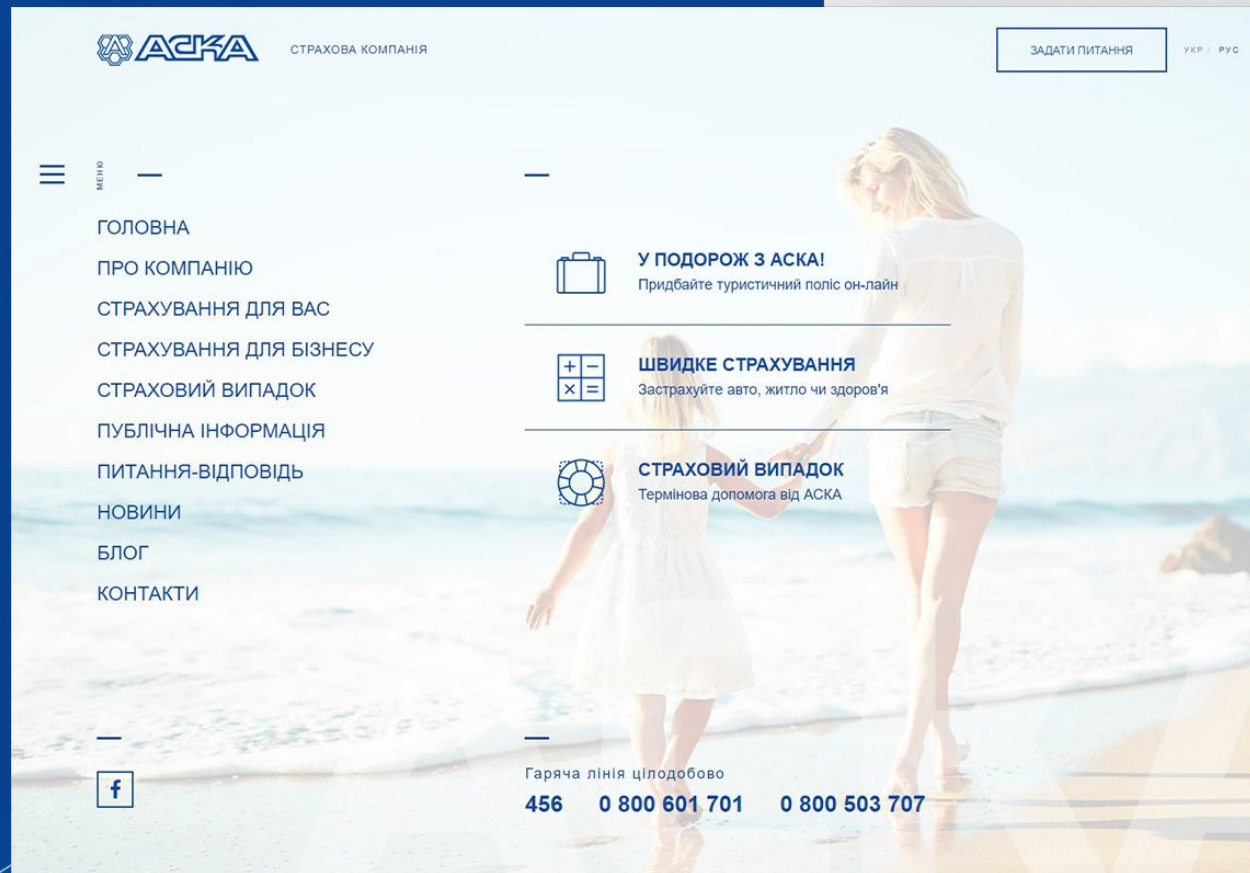 АСКА СТРАХОВА КОМПАНІЯ
ЗАДАТИ ПИТАННЯ
УКР / РУС
МЕНЮ
ГОЛОВНА
ПРО КОМПАНІЮ
СТРАХУВАННЯ ДЛЯ ВАС
СТРАХУВАННЯ ДЛЯ БІЗНЕСУ
СТРАХОВИЙ ВИПАДОК
ПУБЛІЧНА ІНФОРМАЦІЯ
ПИТАННЯ-ВІДПОВІДЬ
НОВИНИ
БЛОГ
КОНТАКТИ
У ПОДОРОЖ З АСКА!
Придбайте туристичний поліс он-лайн
ШВИДКЕ СТРАХУВАННЯ
Застрахуйте авто, житло чи здоров'я
СТРАХОВИЙ ВИПАДОК
Термінова допомога від АСКА
Гаряча лінія цілодобово
456 0 800 601 701 0 800 503 707